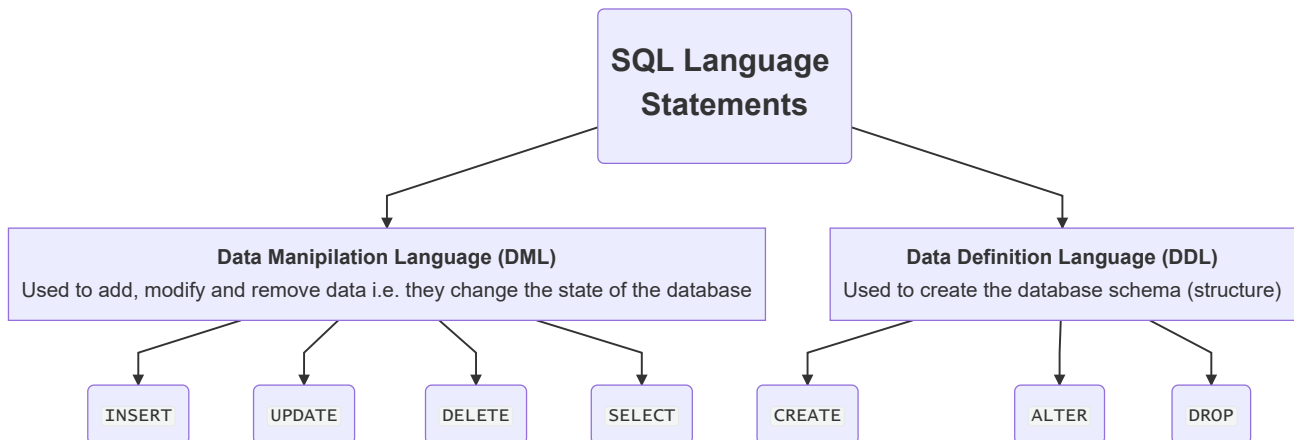 SQL Language
Statements
Data Manipilation Language (DML)
Used to add, modify and remove data i.e. they change the state of the database
Data Definition Language (DDL)
Used to create the database schema (structure)
INSERT
UPDATE
DELETE
SELECT
CREATE
ALTER
DROP